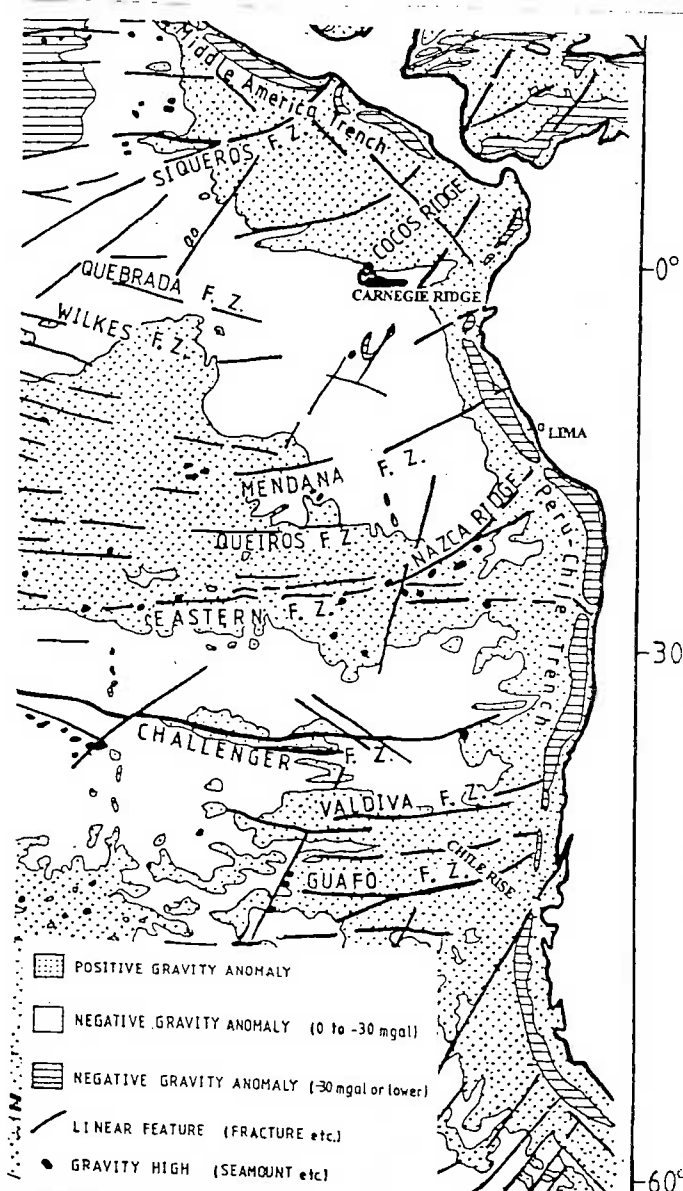 Middle America Trench
SIQUEROS F. Z.
COCOS RIDGE
0°
QUEBRADA F. Z.
CARNEGIE RIDGE
WILKES F. Z.
LIMA
MENDANA F. Z.
NAZCA RIDGE
Peru-Chile Trench
QUEIROS F Z.
EASTERN F. Z.
30
CHALLENGER F. Z.
VALDIVA F. Z.
CHILE RISE
GUAFO F. Z.
POSITIVE GRAVITY ANOMALY
NEGATIVE GRAVITY ANOMALY (0 to -30 mgal)
NEGATIVE GRAVITY ANOMALY (-30 mgal or lower)
LINEAR FEATURE (FRACTURE etc.)
GRAVITY HIGH (SEAMOUNT etc)
60°